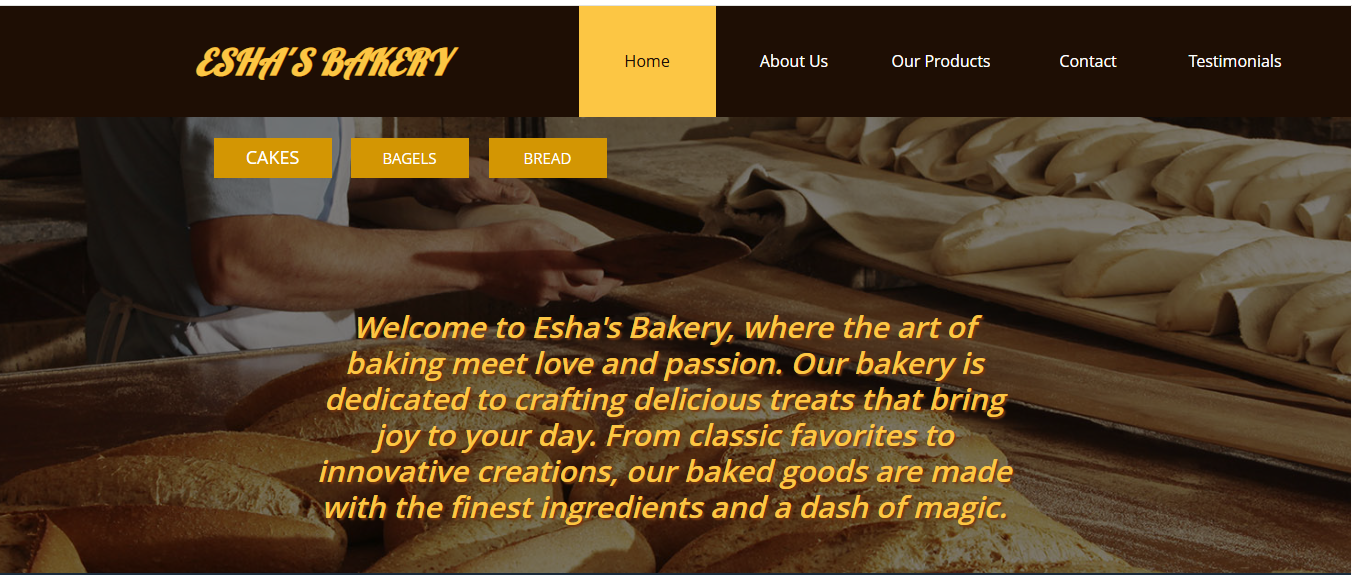 ESHA'S BAKERY
Home About Us Our Products Contact Testimonials
CAKES BAGELS BREAD
Welcome to Esha's Bakery, where the art of
baking meet love and passion. Our bakery is
dedicated to crafting delicious treats that bring
joy to your day. From classic favorites to
innovative creations, our baked goods are made
with the finest ingredients and a dash of magic.